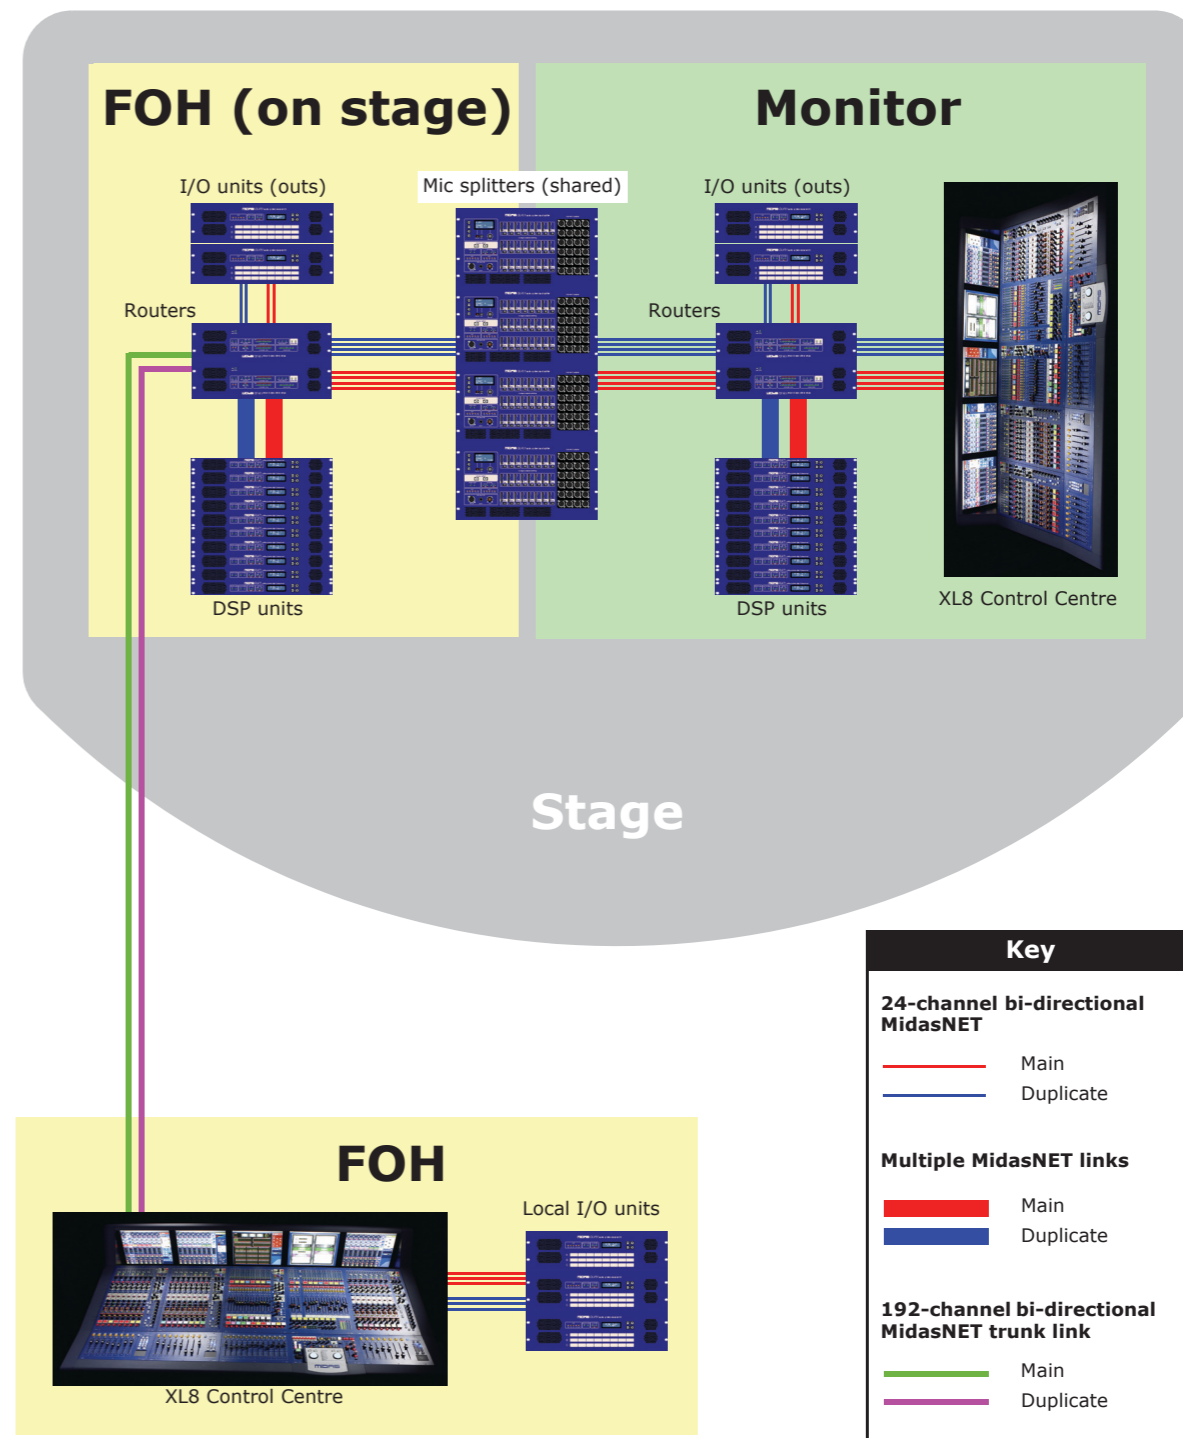 FOH (on stage)
Monitor
I/O units (outs)
Mic splitters (shared)
I/O units (outs)
Routers
Routers
DSP units
DSP units
XL8 Control Centre
Stage
FOH
Local I/O units
XL8 Control Centre
Key
24-channel bi-directional
MidasNET
Main
Duplicate
Multiple MidasNET links
Main
Duplicate
192-channel bi-directional
MidasNET trunk link
Main
Duplicate